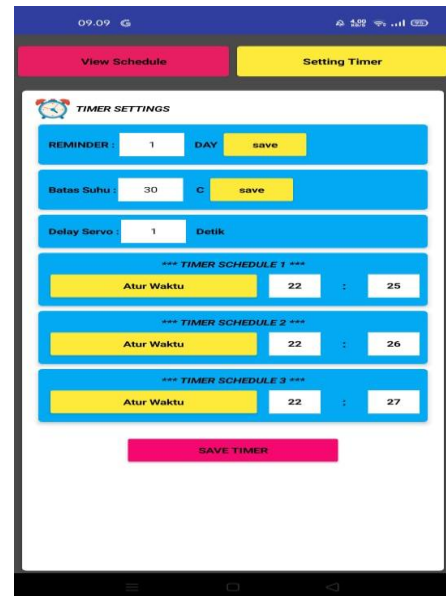 09.09 G
View Schedule Setting Timer
TIMER SETTINGS
REMINDER : 1 DAY save
Batas Suhu : 30 C save
Delay Servo : 1 Detik
*** TIMER SCHEDULE 1 ***
Atur Waktu 22 : 25
*** TIMER SCHEDULE 2 ***
Atur Waktu 22 : 26
*** TIMER SCHEDULE 3 ***
Atur Waktu 22 : 27
SAVE TIMER